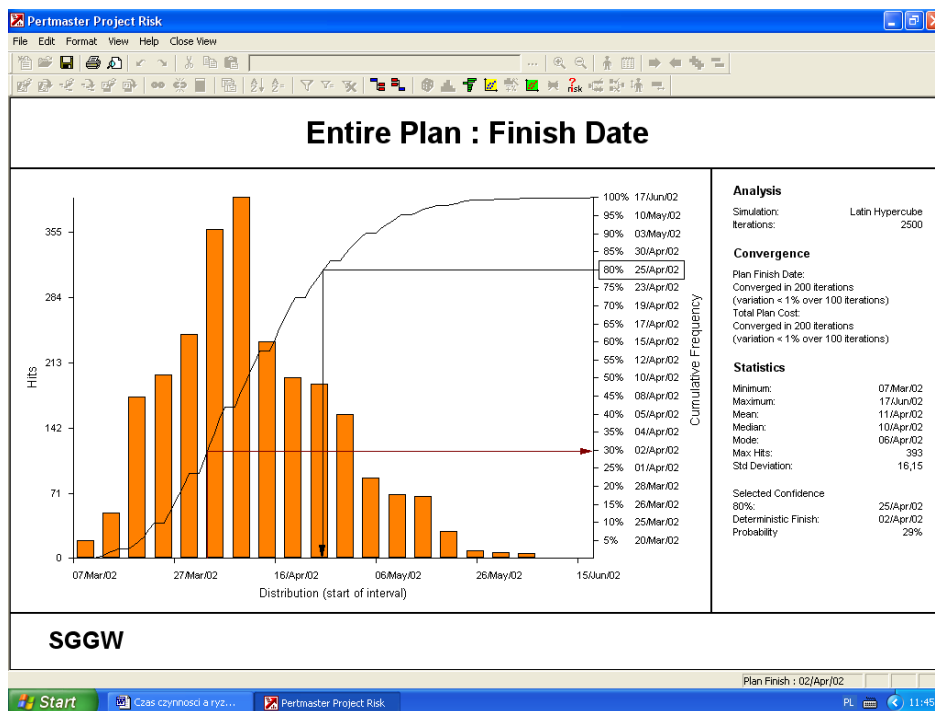 Pertmaster Project Risk
File Edit Format View Help Close View
risk
Entire Plan : Finish Date
Hits
355
284
213
142
71
0
07/Mar/02 27/Mar/02 16/Apr/02 06/May/02 26/May/02 15/Jun/02
Distribution (start of interval)
100% 17/Jun/02
95% 10/May/02
90% 03/May/02
85% 30/Apr/02
80% 25/Apr/02
75% 23/Apr/02
70% 19/Apr/02
65% 17/Apr/02
60% 15/Apr/02
55% 12/Apr/02
50% 10/Apr/02
45% 08/Apr/02
40% 05/Apr/02
35% 04/Apr/02
30% 02/Apr/02
25% 01/Apr/02
20% 28/Mar/02
15% 26/Mar/02
10% 25/Mar/02
5% 20/Mar/02
Cumulative Frequency
Analysis
Simulation: Latin Hypercube
Iterations: 2500
Convergence
Plan Finish Date:
Converged in 200 iterations
(variation < 1% over 100 iterations)
Total Plan Cost:
Converged in 200 iterations
(variation < 1% over 100 iterations)
Statistics
Minimum: 07/Mar/02
Maximum: 17/Jun/02
Mean: 11/Apr/02
Median: 10/Apr/02
Mode: 06/Apr/02
Max Hits: 393
Std Deviation: 16,15
Selected Confidence
80%: 25/Apr/02
Deterministic Finish: 02/Apr/02
Probability 29%
SGGW
Plan Finish : 02/Apr/02
Start Czas czynnosci a ryz... Pertmaster Project Risk PL 11:45